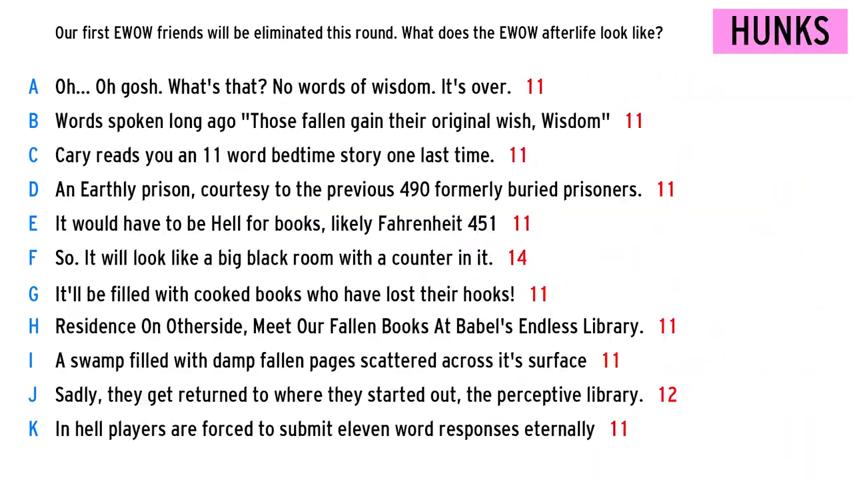 Our first EWOW friends will be eliminated this round. What does the EWOW afterlife look like?
HUNKS
A Oh... Oh gosh. What's that? No words of wisdom. It's over. 11
B Words spoken long ago "Those fallen gain their original wish, Wisdom" 11
C Cary reads you an 11 word bedtime story one last time. 11
D An Earthly prison, courtesy to the previous 490 formerly buried prisoners. 11
E It would have to be Hell for books, likely Fahrenheit 451 11
F So. It will look like a big black room with a counter in it. 14
G It'll be filled with cooked books who have lost their hooks! 11
H Residence On Otherside, Meet Our Fallen Books At Babel's Endless Library. 11
I A swamp filled with damp fallen pages scattered across it's surface 11
J Sadly, they get returned to where they started out, the perceptive library. 12
K In hell players are forced to submit eleven word responses eternally 11